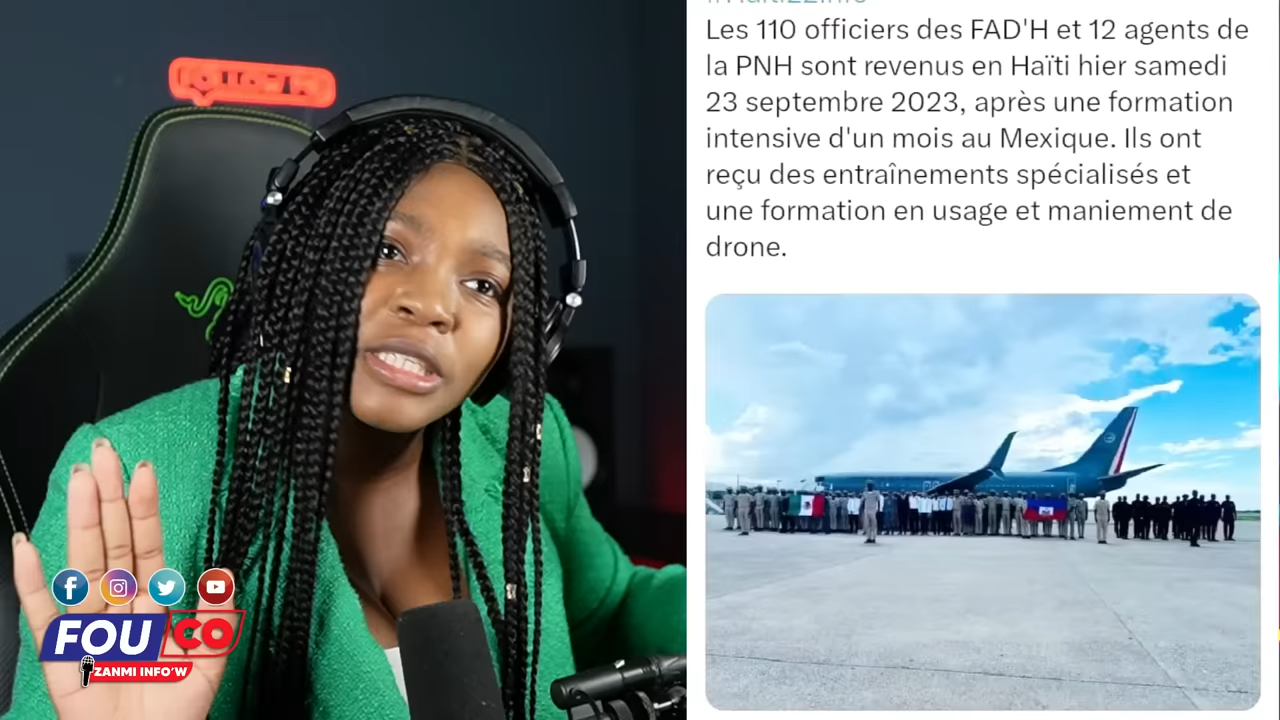 Les 110 officiers des FAD'H et 12 agents de
la PNH sont revenus en Haïti hier samedi
23 septembre 2023, après une formation
intensive d'un mois au Mexique. Ils ont
reçu des entraînements spécialisés et
une formation en usage et maniement de
drone.
FOUCO
ZANMI INFO'W